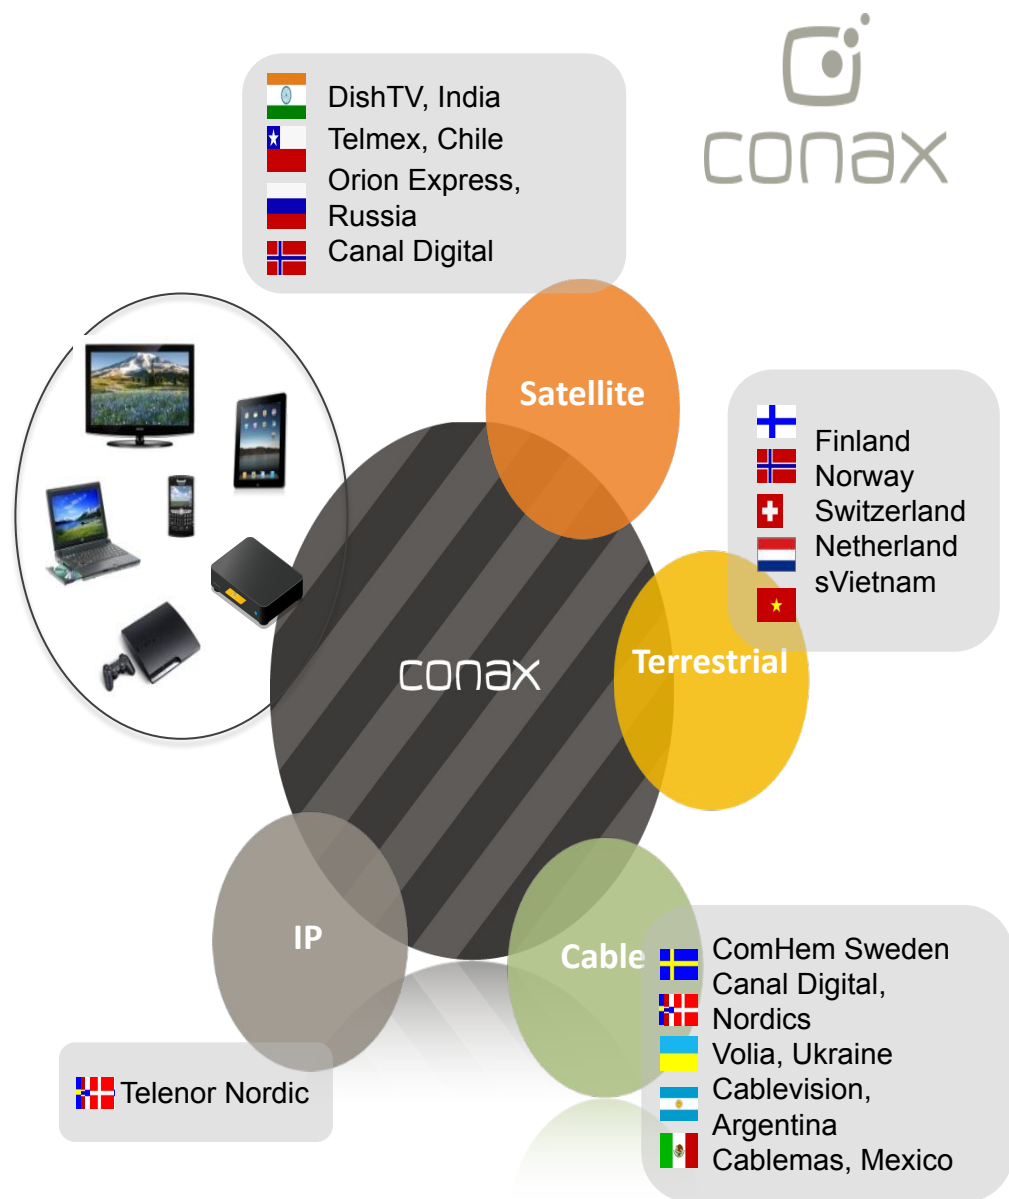 conax
DishTV, India
Telmex, Chile
Orion Express,
Russia
Canal Digital
Satellite
Finland
Norway
Switzerland
Netherland
sVietnam
Terrestrial
conax
IP
Telenor Nordic
Cable
ComHem Sweden
Canal Digital,
Nordics
Volia, Ukraine
Cablevision,
Argentina
Cablemas, Mexico